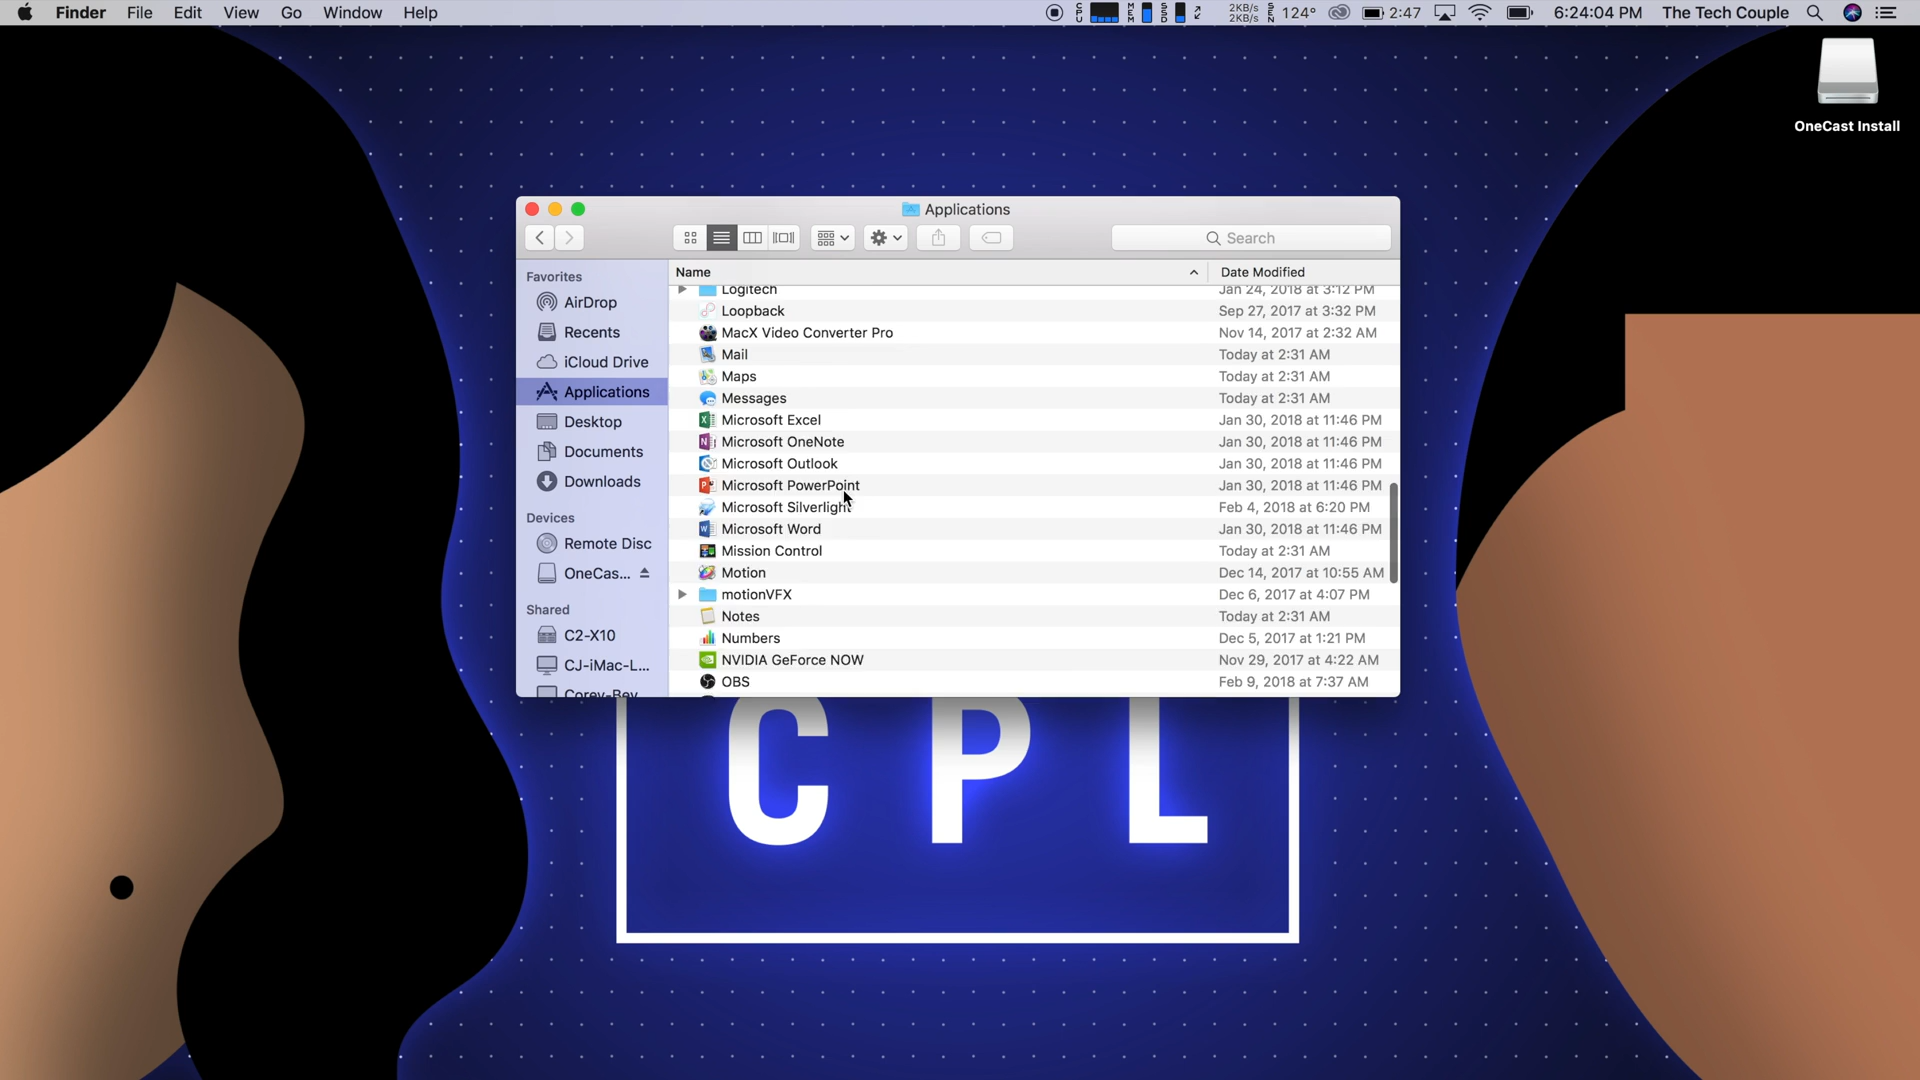 Finder File Edit View Go Window Help
CPU MEM SSD 2KB/s 2KB/s SEN 124° 2:47 6:24:04 PM The Tech Couple
OneCast Install
Applications
Search
Favorites
AirDrop
Recents
iCloud Drive
Applications
Desktop
Documents
Downloads
Devices
Remote Disc
OneCas...
Shared
C2-X10
CJ-iMac-L...
Corey-Bev
Name Date Modified
Logitech Jan 24, 2018 at 3:12 PM
Loopback Sep 27, 2017 at 3:32 PM
MacX Video Converter Pro Nov 14, 2017 at 2:32 AM
Mail Today at 2:31 AM
Maps Today at 2:31 AM
Messages Today at 2:31 AM
Microsoft Excel Jan 30, 2018 at 11:46 PM
Microsoft OneNote Jan 30, 2018 at 11:46 PM
Microsoft Outlook Jan 30, 2018 at 11:46 PM
Microsoft PowerPoint Jan 30, 2018 at 11:46 PM
Microsoft Silverlight Feb 4, 2018 at 6:20 PM
Microsoft Word Jan 30, 2018 at 11:46 PM
Mission Control Today at 2:31 AM
Motion Dec 14, 2017 at 10:55 AM
motionVFX Dec 6, 2017 at 4:07 PM
Notes Today at 2:31 AM
Numbers Dec 5, 2017 at 1:21 PM
NVIDIA GeForce NOW Nov 29, 2017 at 4:22 AM
OBS Feb 9, 2018 at 7:37 AM
CPL